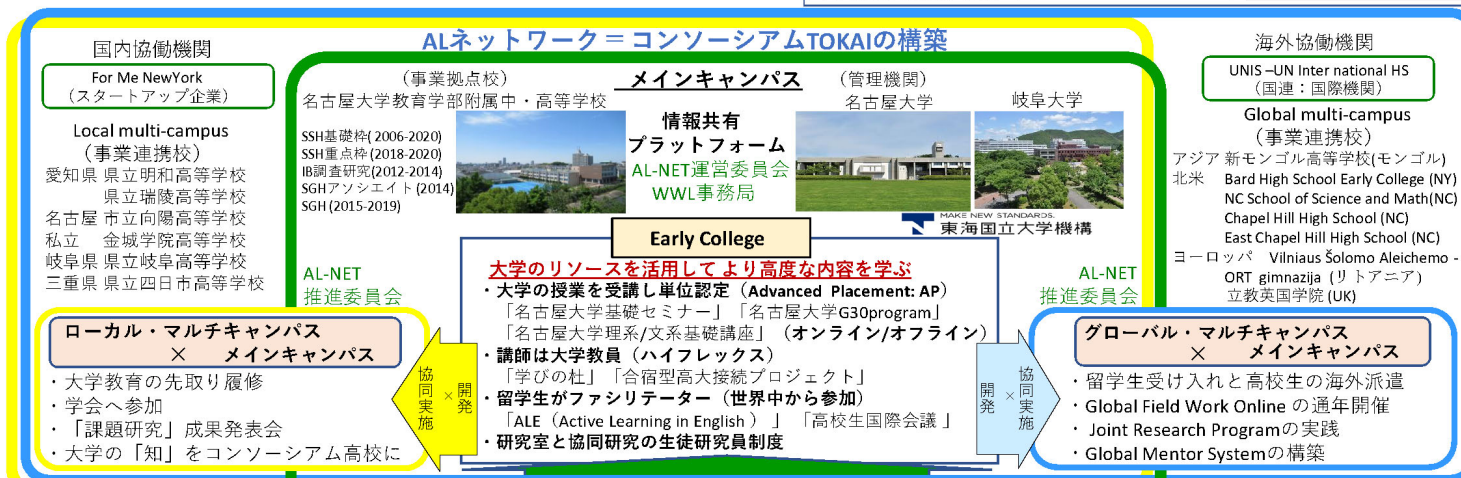 ALネットワーク＝コンソーシアムTOKAIの構築
国内協働機関
For Me NewYork
（スタートアップ企業）
Local multi-campus
（事業連携校）
愛知県 県立明和高等学校
県立瑞陵高等学校
名古屋 市立向陽高等学校
私立 金城学院高等学校
岐阜県 県立岐阜高等学校
三重県 県立四日市高等学校
（事業拠点校）
名古屋大学教育学部附属中・高等学校
SSH基礎枠(2006-2020)
SSH重点枠(2018-2020)
IB調査研究(2012-2014)
SGHアソシエイト(2014)
SGH (2015-2019)
メインキャンパス
情報共有
プラットフォーム
AL-NET運営委員会
WWL事務局
（管理機関）
名古屋大学
岐阜大学
MAKE NEW STANDARDS.
東海国立大学機構
海外協働機関
UNIS –UN Inter national HS
（国連：国際機関）
Global multi-campus
（事業連携校）
アジア 新モンゴル高等学校(モンゴル)
北米 Bard High School Early College (NY)
NC School of Science and Math(NC)
Chapel Hill High School (NC)
East Chapel Hill High School (NC)
ヨーロッパ Vilniaus Šolomo Aleichemo -
ORT gimnazija (リトアニア)
立教英国学院 (UK)
AL-NET
推進委員会
AL-NET
推進委員会
Early College
大学のリソースを活用して より高度な内容を学ぶ
・大学の授業を受講し単位認定（Advanced Placement: AP）
「名古屋大学基礎セミナー」「名古屋大学G30program」
「名古屋大学理系/文系基礎講座」（オンライン/オフライン）
・講師は大学教員（ハイフレックス）
「学びの杜」「合宿型高大接続プロジェクト」
・留学生がファシリテーター（世界中から参加）
「ALE（Active Learning in English ）」「高校生国際会議 」
・研究室と協同研究の生徒研究員制度
ローカル・マルチキャンパス
× メインキャンパス
・大学教育の先取り履修
・学会へ参加
・「課題研究」成果発表会
・大学の「知」をコンソーシアム高校に
協同実施
×
開発
開発
×
協同実施
グローバル・マルチキャンパス
× メインキャンパス
・留学生受け入れと高校生の海外派遣
・Global Field Work Online の通年開催
・Joint Research Programの実践
・Global Mentor Systemの構築